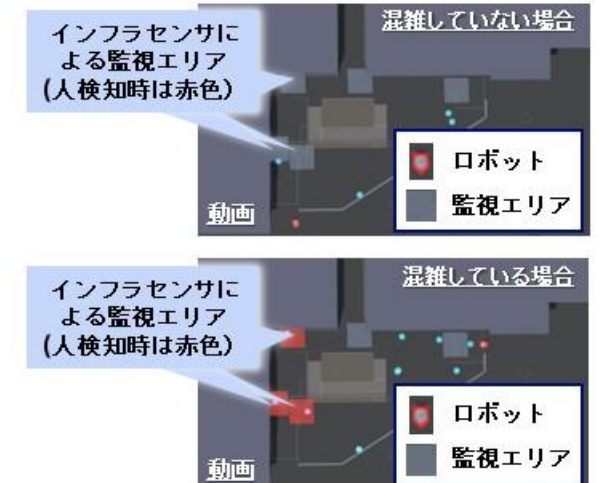 混雑していない場合
インフラセンサに
よる監視エリア
(人検知時は赤色)
ロボット
監視エリア
動画
混雑している場合
インフラセンサに
よる監視エリア
(人検知時は赤色)
ロボット
監視エリア
動画